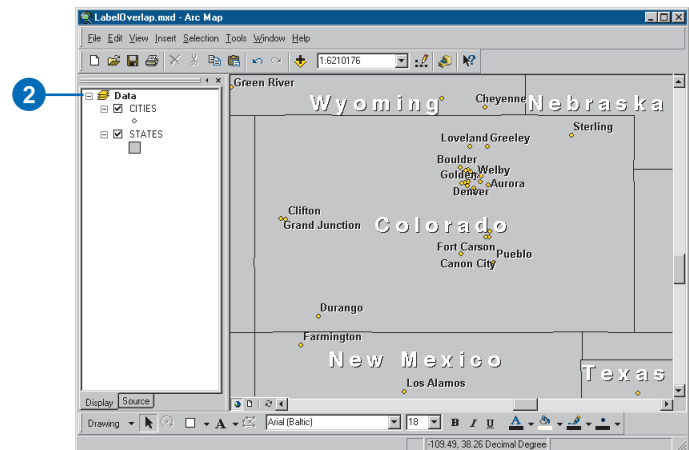 LabelOverlap.mxd - Arc Map
File Edit View Insert Selection Tools Window Help
1:6210176
2
Data
CITIES
STATES
Green River
Wyoming
Cheyenne
Nebraska
Sterling
Loveland Greeley
Boulder
Welby
Golden
Aurora
Denver
Clifton
Grand Junction
Colorado
Fort Carson
Pueblo
Canon City
Durango
Farmington
New Mexico
Texas
Los Alamos
Display Source
Drawing A Arial (Baltic) 18 B I U A
-109.49, 38.26 Decimal Degree